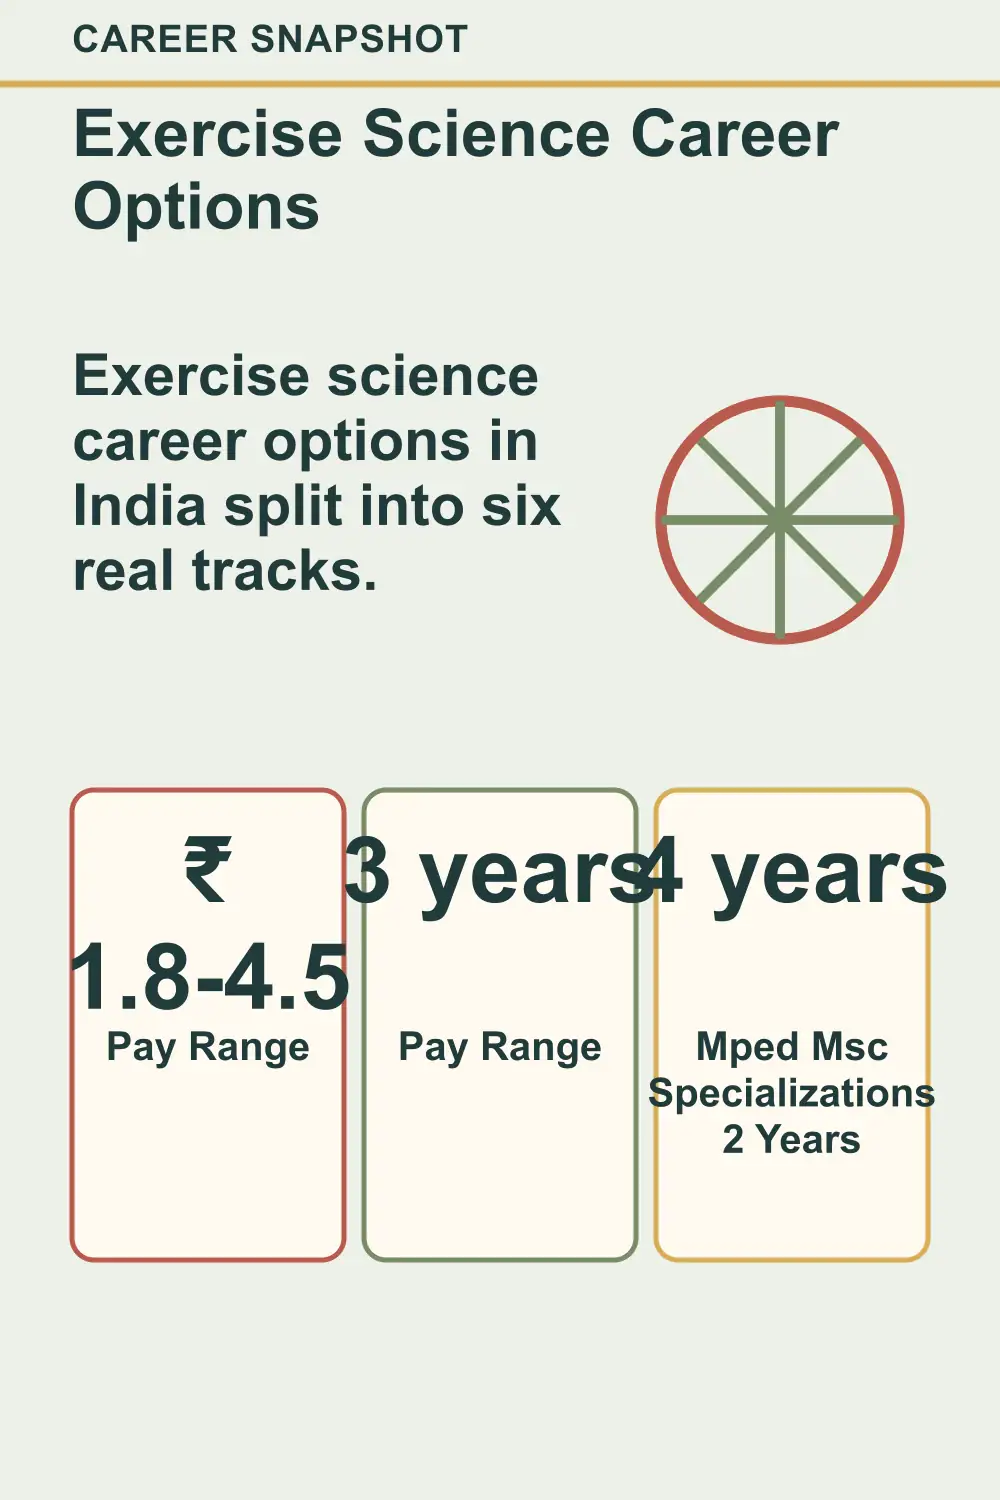 CAREER SNAPSHOT
Exercise Science Career
Options
Exercise science
career options in
India split into six
real tracks.
₹
1.8-4.5
Pay Range
3 years
Pay Range
4 years
Mped Msc
Specializations
2 Years